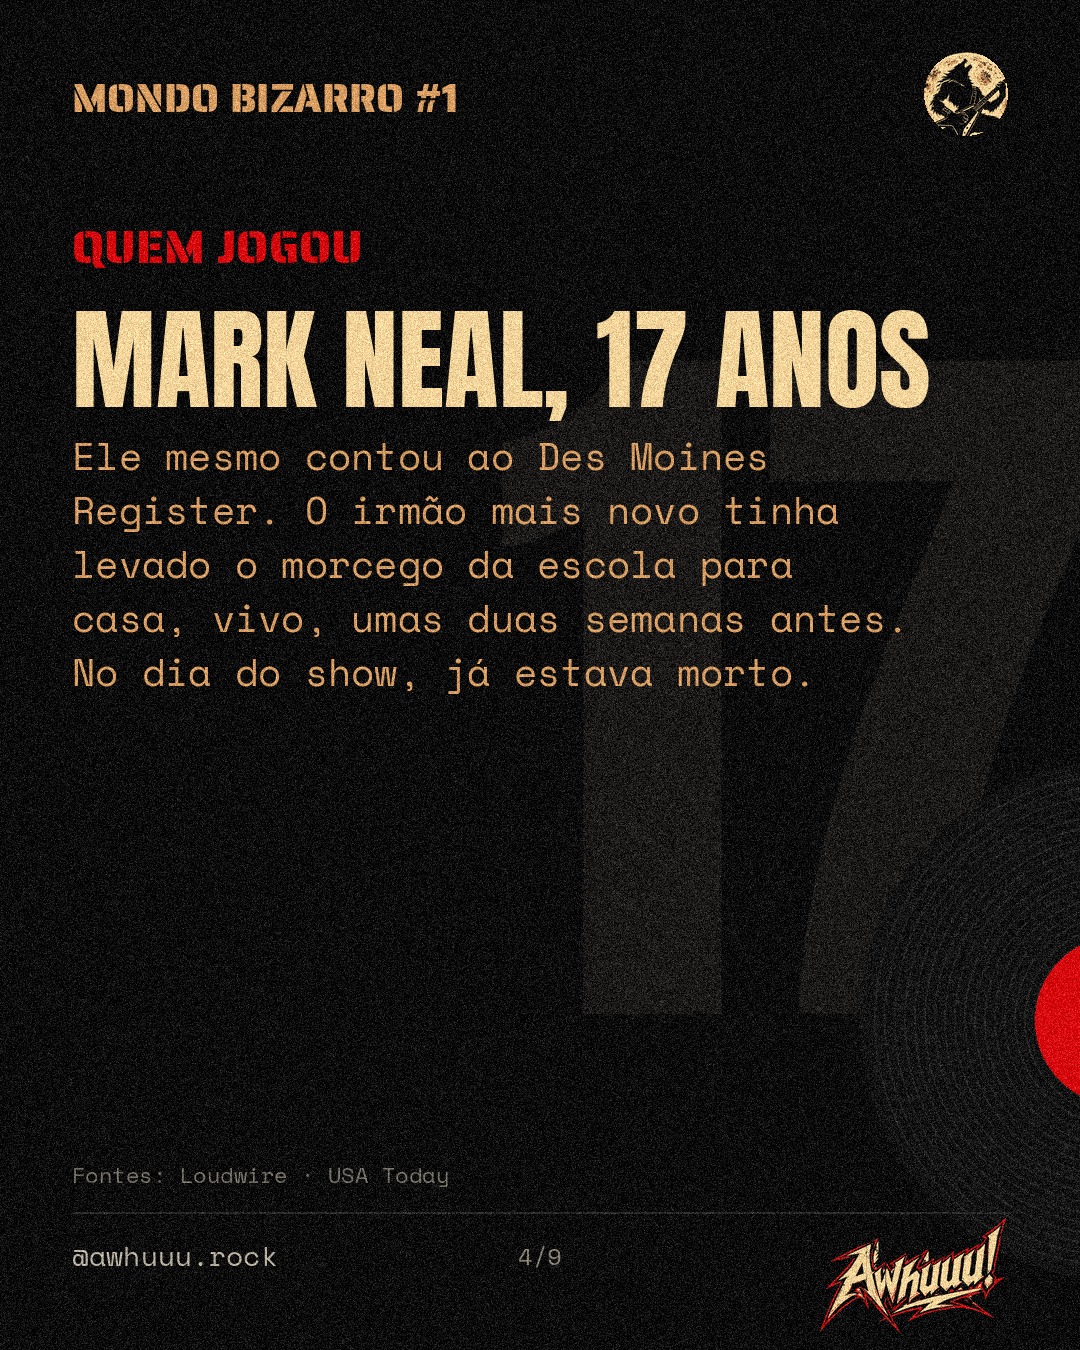 MONDO BIZARRO #1
QUEM JOGOU
MARK NEAL, 17 ANOS
Ele mesmo contou ao Des Moines
Register. O irmão mais novo tinha
levado o morcego da escola para
casa, vivo, umas duas semanas antes.
No dia do show, já estava morto.
17
Fontes: Loudwire · USA Today
@awhuuu.rock
4/9
Awhuuu!